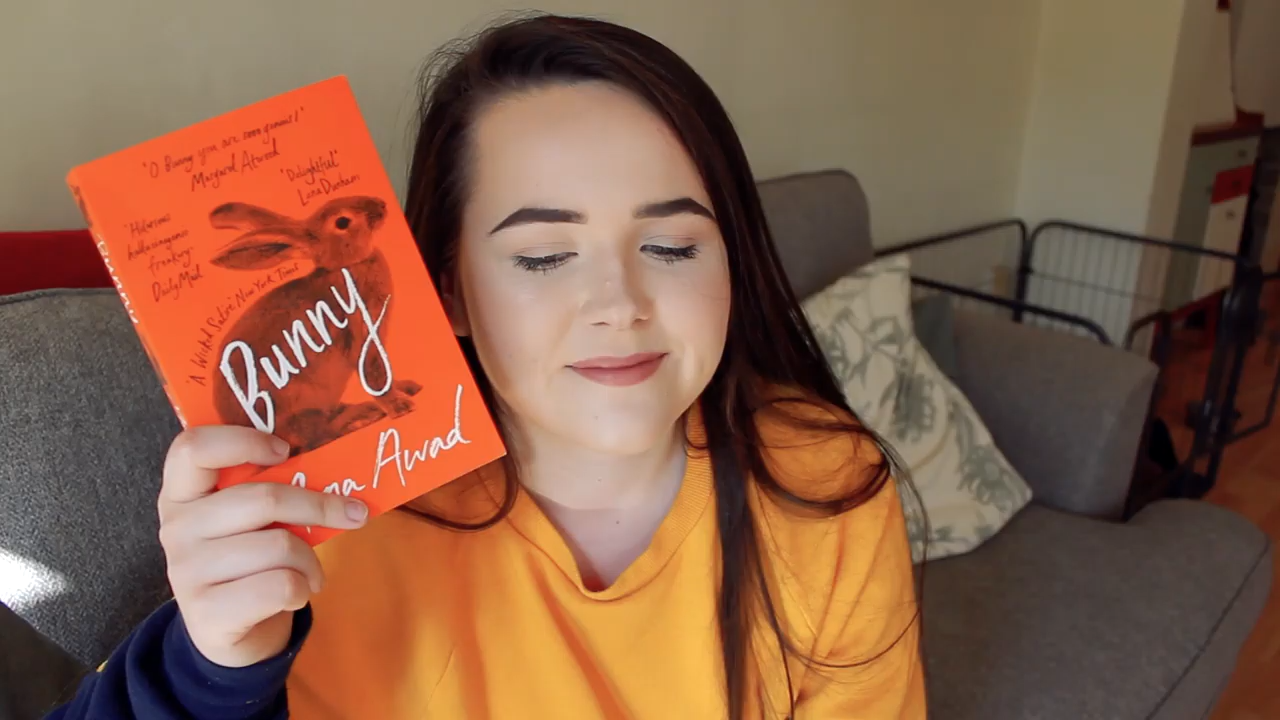 "O Bunny you are sooo genius!"
Margaret Atwood
"Delightful"
Lena Dunham
"Hilarious
hallucinogenic
freaky"
Daily Mail
"A Wicked Satire" New York Times
Bunny
Awad
Bunny